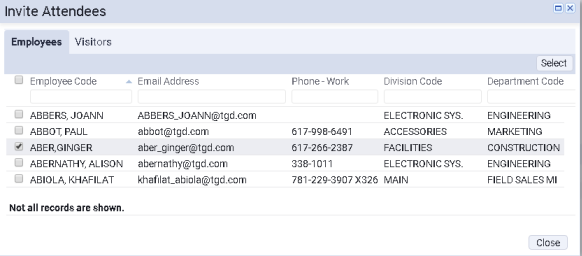 Invite Attendees
Employees Visitors
Select
Employee Code Email Address Phone - Work Division Code Department Code
ABBERS, JOANN ABBERS_JOANN@tgd.com ELECTRONIC SYS. ENGINEERING
ABBOT, PAUL abbot@tgd.com 617-998-6491 ACCESSORIES MARKETING
ABER,GINGER aber_ginger@tgd.com 617-266-2387 FACILITIES CONSTRUCTION
ABERNATHY, ALISON abernathy@tgd.com 338-1011 ELECTRONIC SYS. ENGINEERING
ABIOLA, KHAFILAT khafilat_abiola@tgd.com 781-229-3907 X326 MAIN FIELD SALES MI
Not all records are shown.
Close